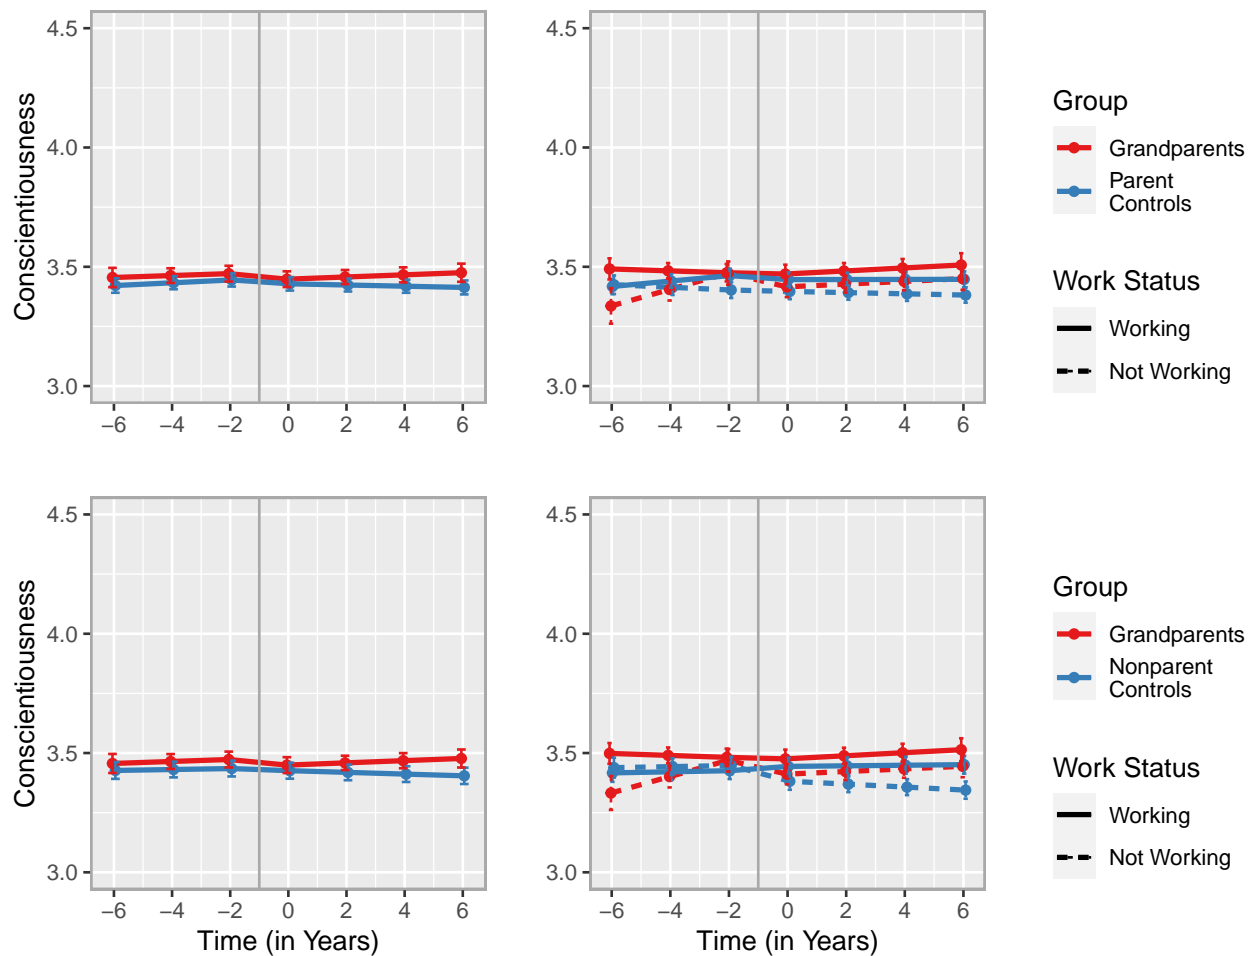 4.5
4.0
3.5
3.0
Conscientiousness
−6 −4 −2 0 2 4 6
4.5
4.0
3.5
3.0
−6 −4 −2 0 2 4 6
Group
Grandparents
Parent
Controls
Work Status
Working
Not Working
4.5
4.0
3.5
3.0
Conscientiousness
−6 −4 −2 0 2 4 6
Time (in Years)
4.5
4.0
3.5
3.0
−6 −4 −2 0 2 4 6
Time (in Years)
Group
Grandparents
Nonparent
Controls
Work Status
Working
Not Working